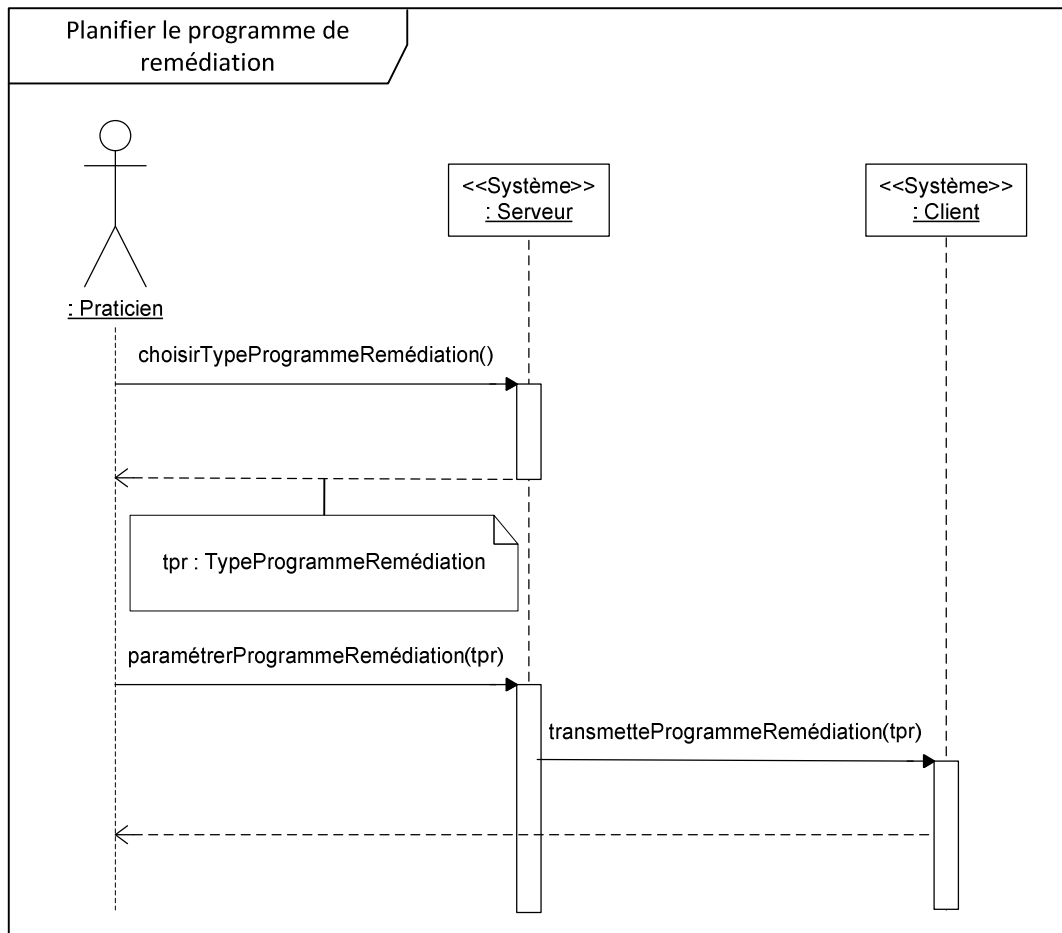 Planifier le programme de
remédiation
<<Système>>
: Serveur
<<Système>>
: Client
: Praticien
choisirTypeProgrammeRemédiation()
tpr : TypeProgrammeRemédiation
paramétrerProgrammeRemédiation(tpr)
transmetteProgrammeRemédiation(tpr)